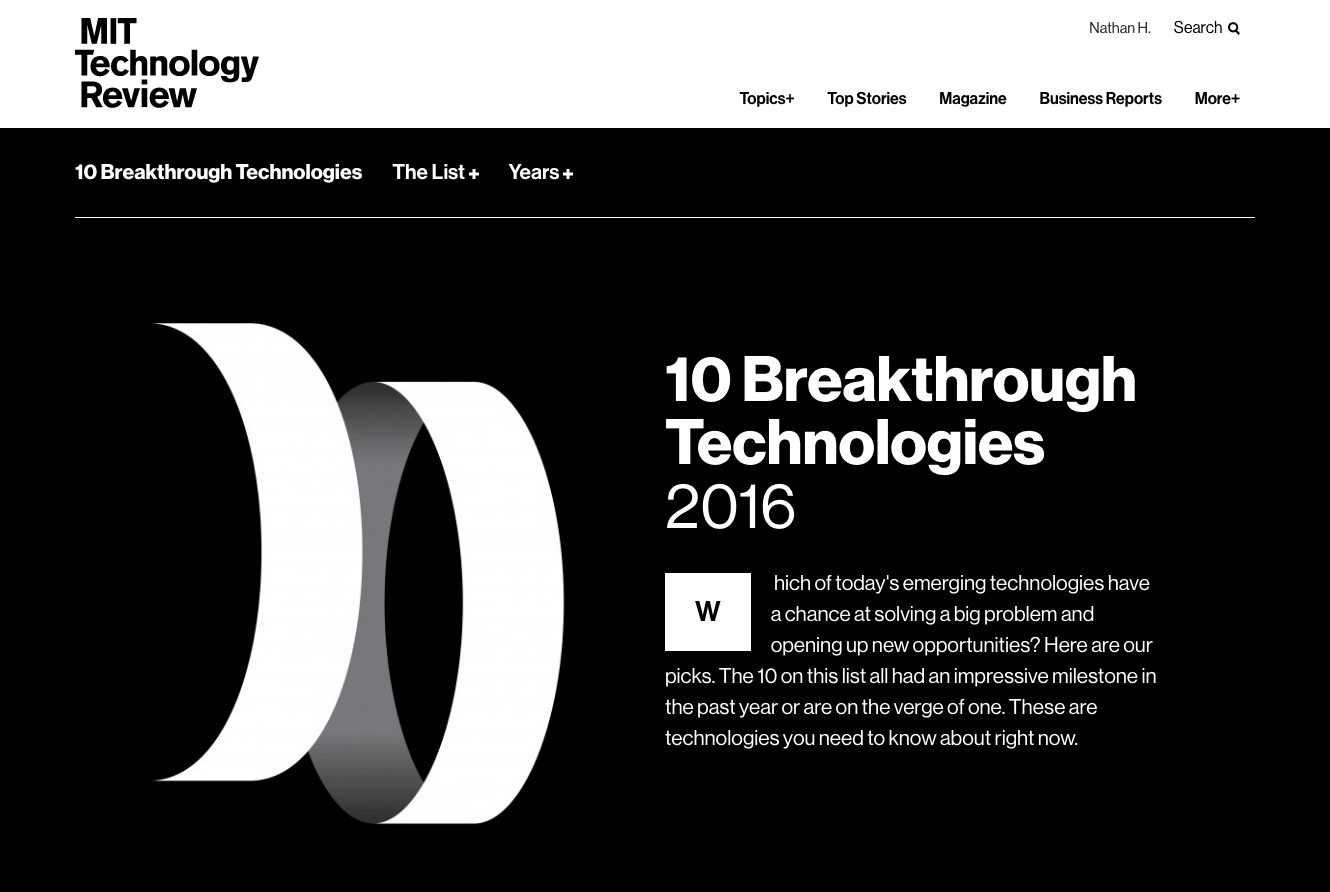 MIT
Technology
Review
Nathan H. Search
Topics+ Top Stories Magazine Business Reports More+
10 Breakthrough Technologies The List + Years +
10 Breakthrough
Technologies
2016
W hich of today's emerging technologies have
a chance at solving a big problem and
opening up new opportunities? Here are our
picks. The 10 on this list all had an impressive milestone in
the past year or are on the verge of one. These are
technologies you need to know about right now.